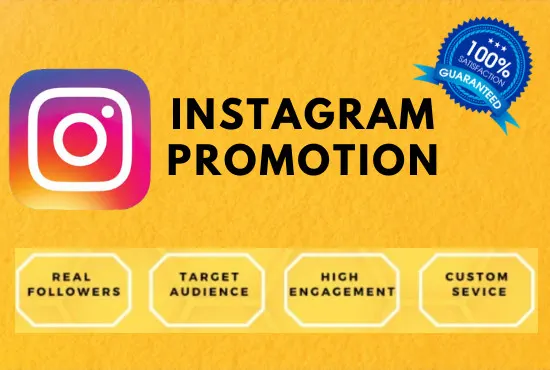 100%
SATISFACTION
GUARANTEED
INSTAGRAM
PROMOTION
REAL
FOLLOWERS
TARGET
AUDIENCE
HIGH
ENGAGEMENT
CUSTOM
SEVICE